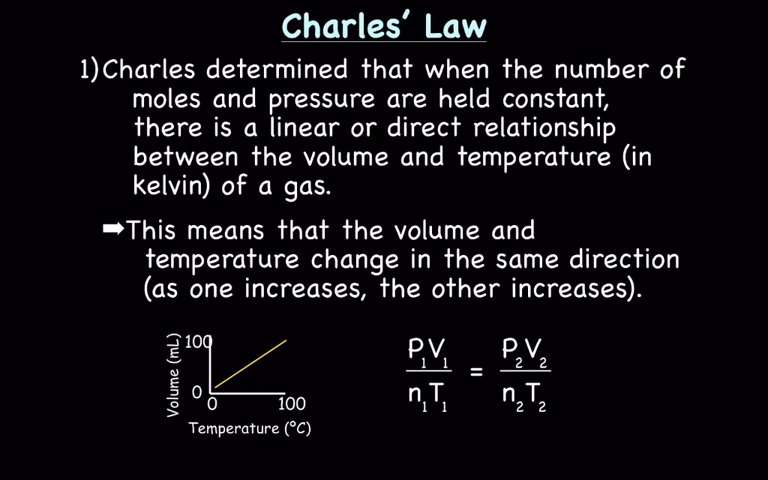 Charles' Law
1) Charles determined that when the number of
moles and pressure are held constant,
there is a linear or direct relationship
between the volume and temperature (in
kelvin) of a gas.
➡This means that the volume and
temperature change in the same direction
(as one increases, the other increases).
Volume (mL)
100
0
0 100
Temperature (°C)
P₁V₁ = P₂V₂
n₁T₁ n₂T₂